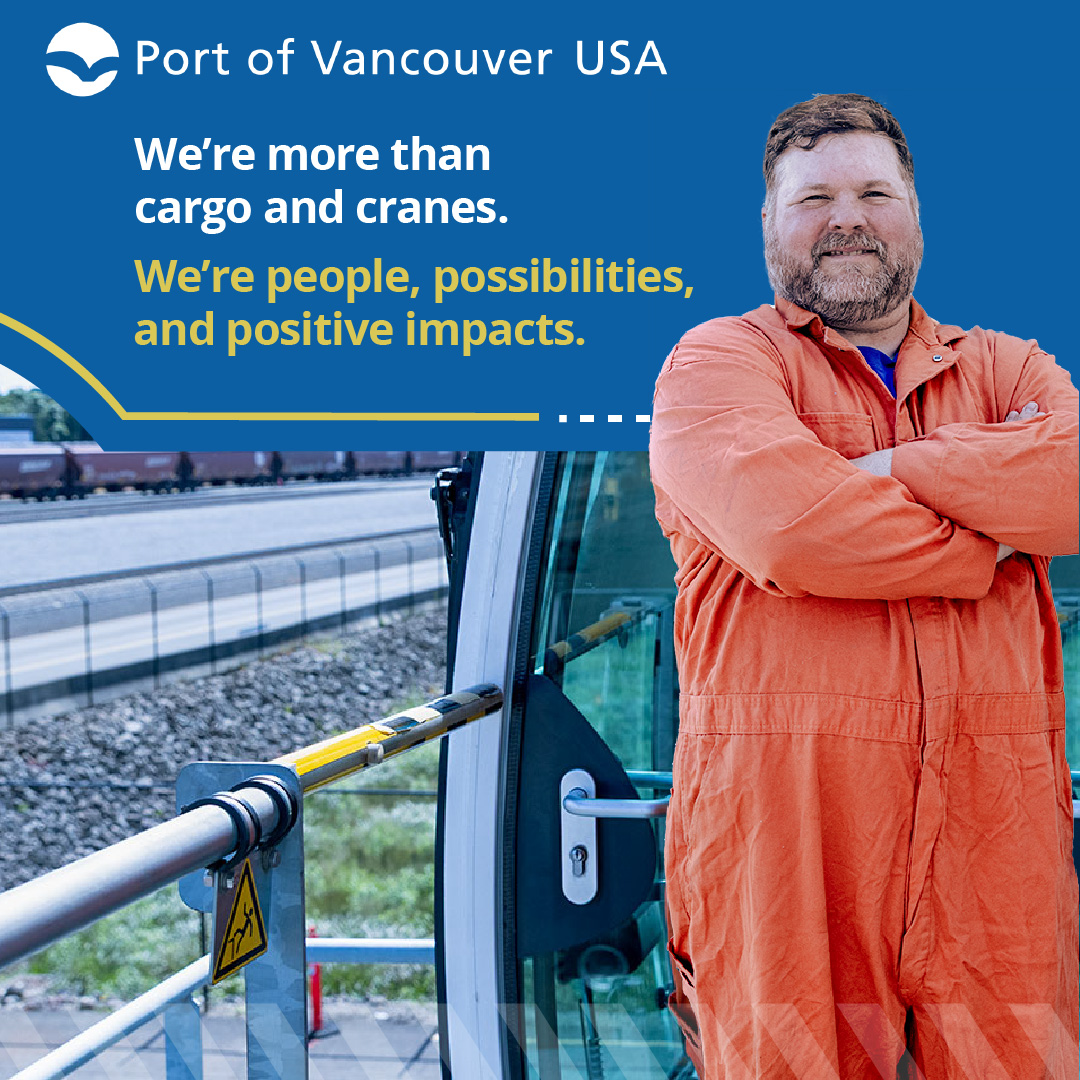 Port of Vancouver USA
We're more than
cargo and cranes.
We're people, possibilities,
and positive impacts.